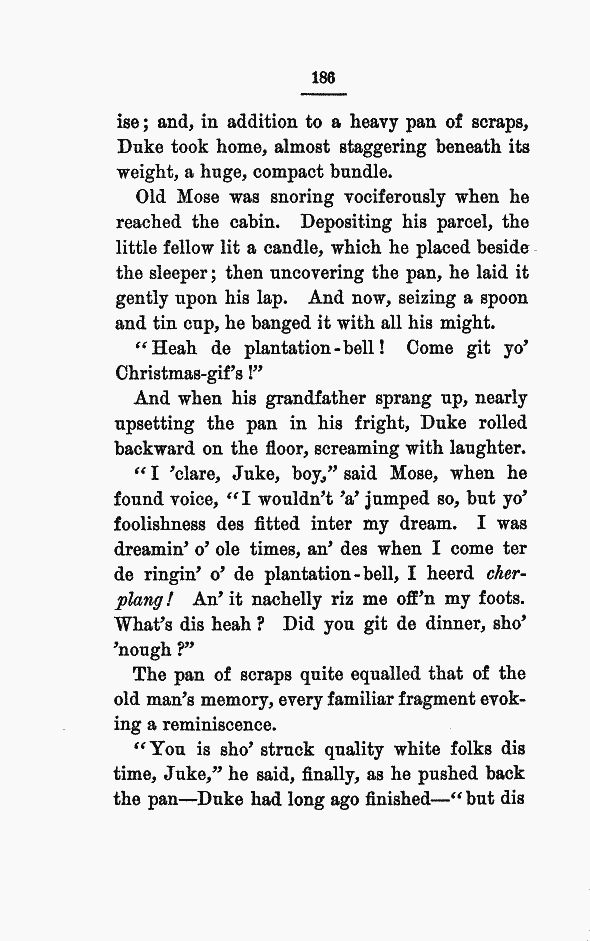 186
ise; and, in addition to a heavy pan of scraps,
Duke took home, almost staggering beneath its
weight, a huge, compact bundle.
Old Mose was snoring vociferously when he
reached the cabin. Depositing his parcel, the
little fellow lit a candle, which he placed beside
the sleeper; then uncovering the pan, he laid it
gently upon his lap. And now, seizing a spoon
and tin cup, he banged it with all his might.
“Heah de plantation-bell! Come git yo’
Christmas-gif’s!”
And when his grandfather sprang up, nearly
upsetting the pan in his fright, Duke rolled
backward on the floor, screaming with laughter.
“I ’clare, Juke, boy,” said Mose, when he
found voice, “I wouldn’t ’a’ jumped so, but yo’
foolishness des fitted inter my dream. I was
dreamin’ o’ ole times, an’ des when I come ter
de ringin’ o’ de plantation-bell, I heerd cher-
plang! An’ it nachelly riz me off’n my foots.
What’s dis heah? Did you git de dinner, sho’
’nough?”
The pan of scraps quite equalled that of the
old man’s memory, every familiar fragment evok-
ing a reminiscence.
“You is sho’ struck quality white folks dis
time, Juke,” he said, finally, as he pushed back
the pan—Duke had long ago finished—“but dis